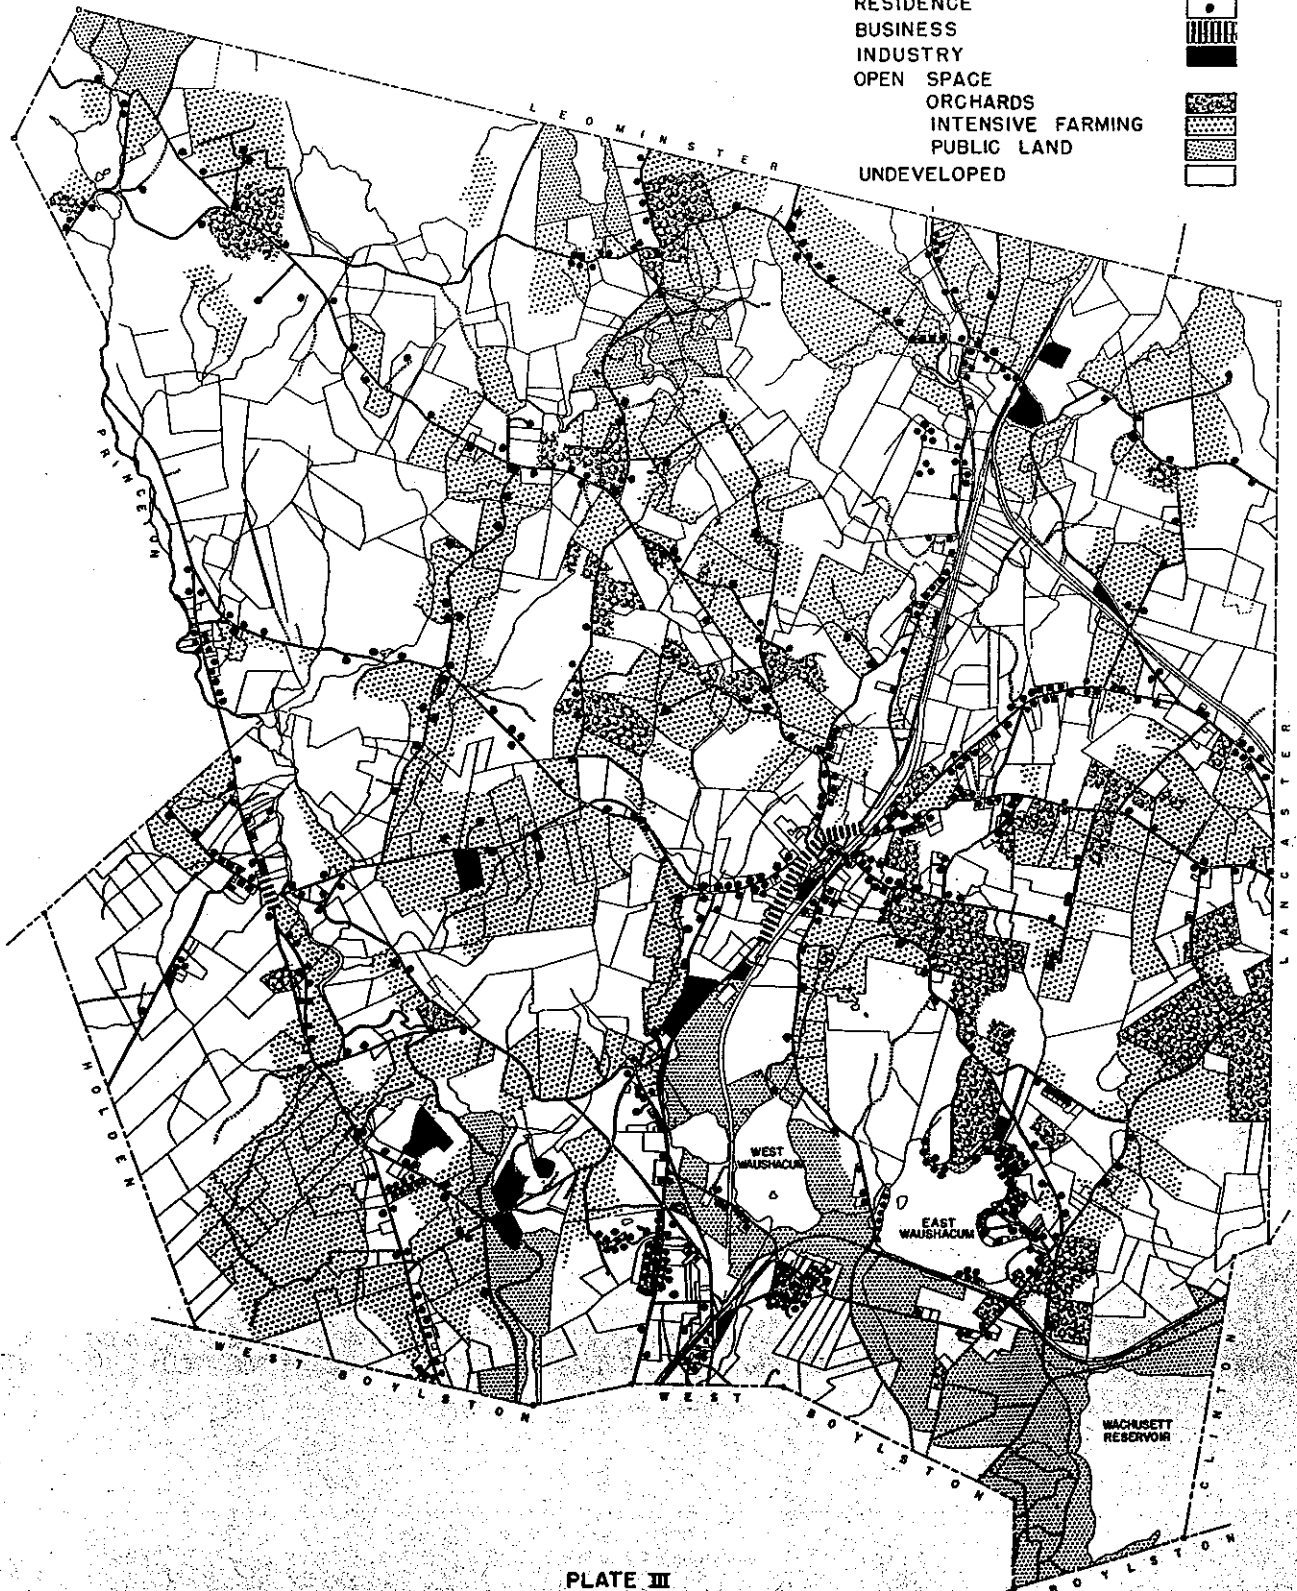 RESIDENCE
BUSINESS
INDUSTRY
OPEN SPACE
ORCHARDS
INTENSIVE FARMING
PUBLIC LAND
UNDEVELOPED
LEOMINSTER
PRINCETON
LANCASTER
HOLDEN
WEST
WAUSHACUM
EAST
WAUSHACUM
WEST BOYLSTON
WEST BOYLSTON
WACHUSETT
RESERVOIR
CLINTON
BOYLSTON
PLATE III